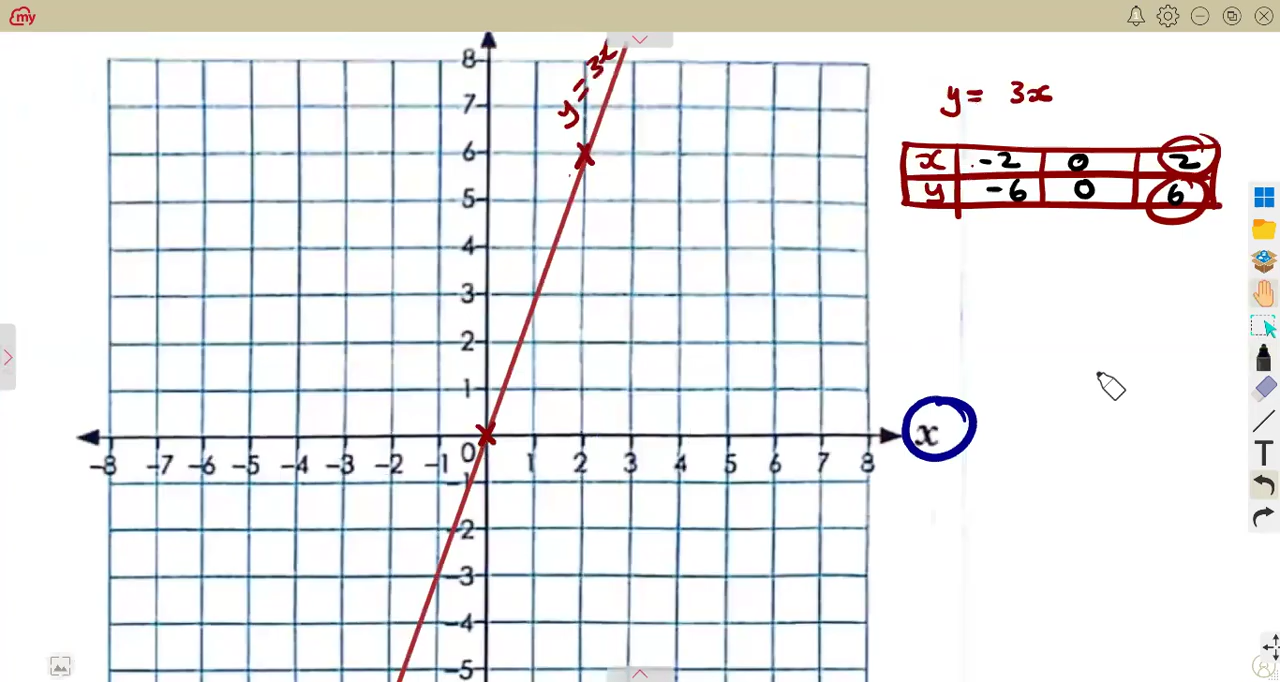 my
y = 3x
8
7
6
5
4
3
2
1
y = 3x
x -2 0 2
y -6 0 6
x
-8 -7 -6 -5 -4 -3 -2 -1 0 1 2 3 4 5 6 7 8
-1
-2
-3
-4
-5
T